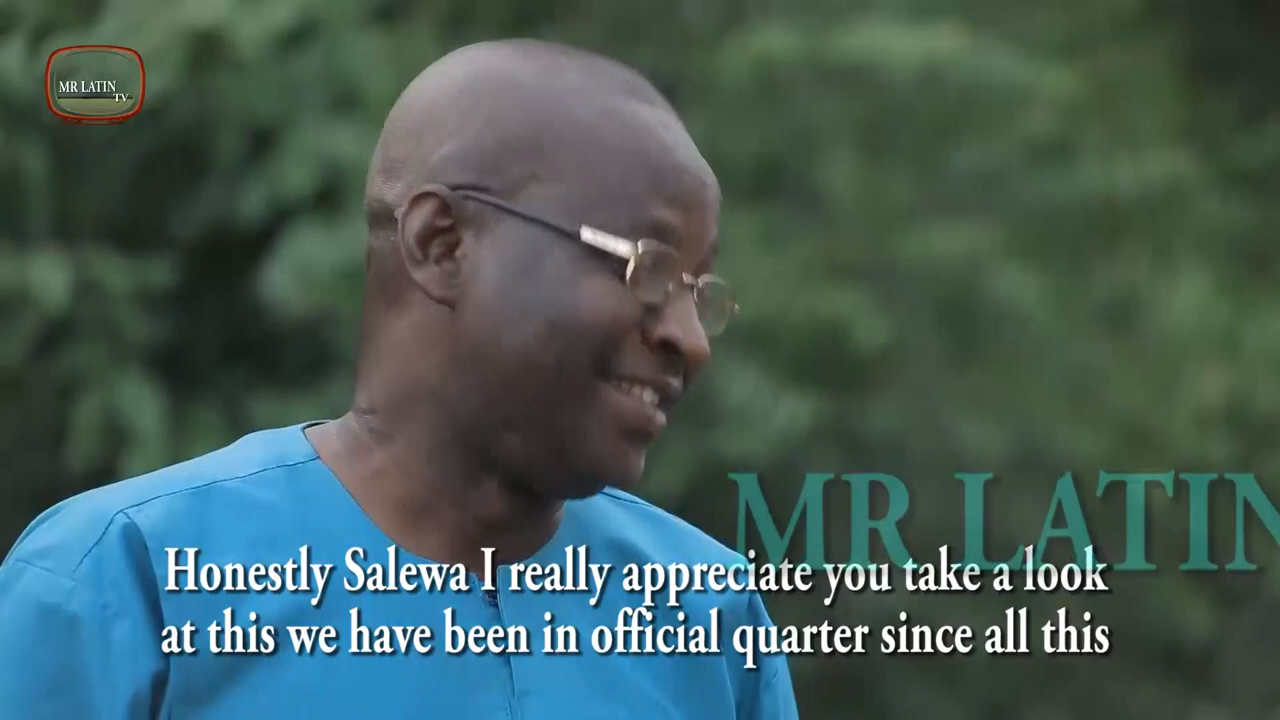 MR LATIN
TV
MR LATIN
Honestly Salewa I really appreciate you take a look
at this we have been in official quarter since all this